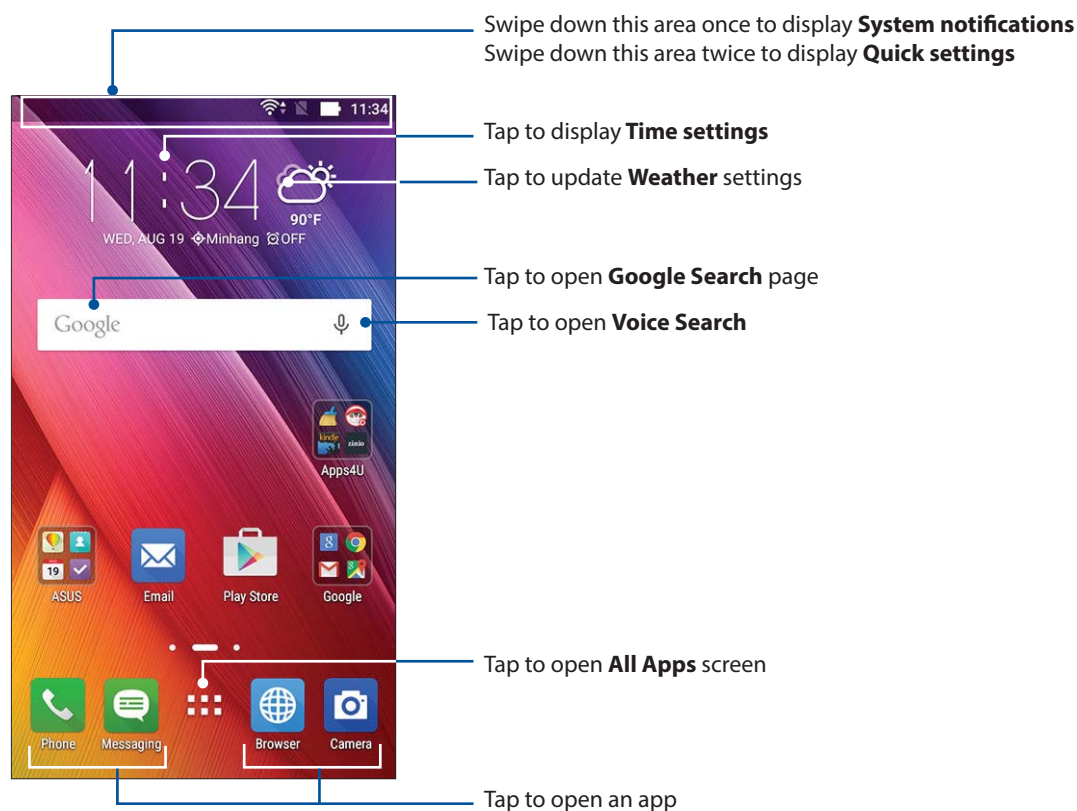 Swipe down this area once to display System notifications
Swipe down this area twice to display Quick settings
11:34
Tap to display Time settings
Tap to update Weather settings
11:34
90°F
WED, AUG 19 Minhang OFF
Tap to open Google Search page
Google
Tap to open Voice Search
kindle
zinio
Apps4U
8
19
8
ASUS
Email
Play Store
Google
Tap to open All Apps screen
Phone
Messaging
Browser
Camera
Tap to open an app